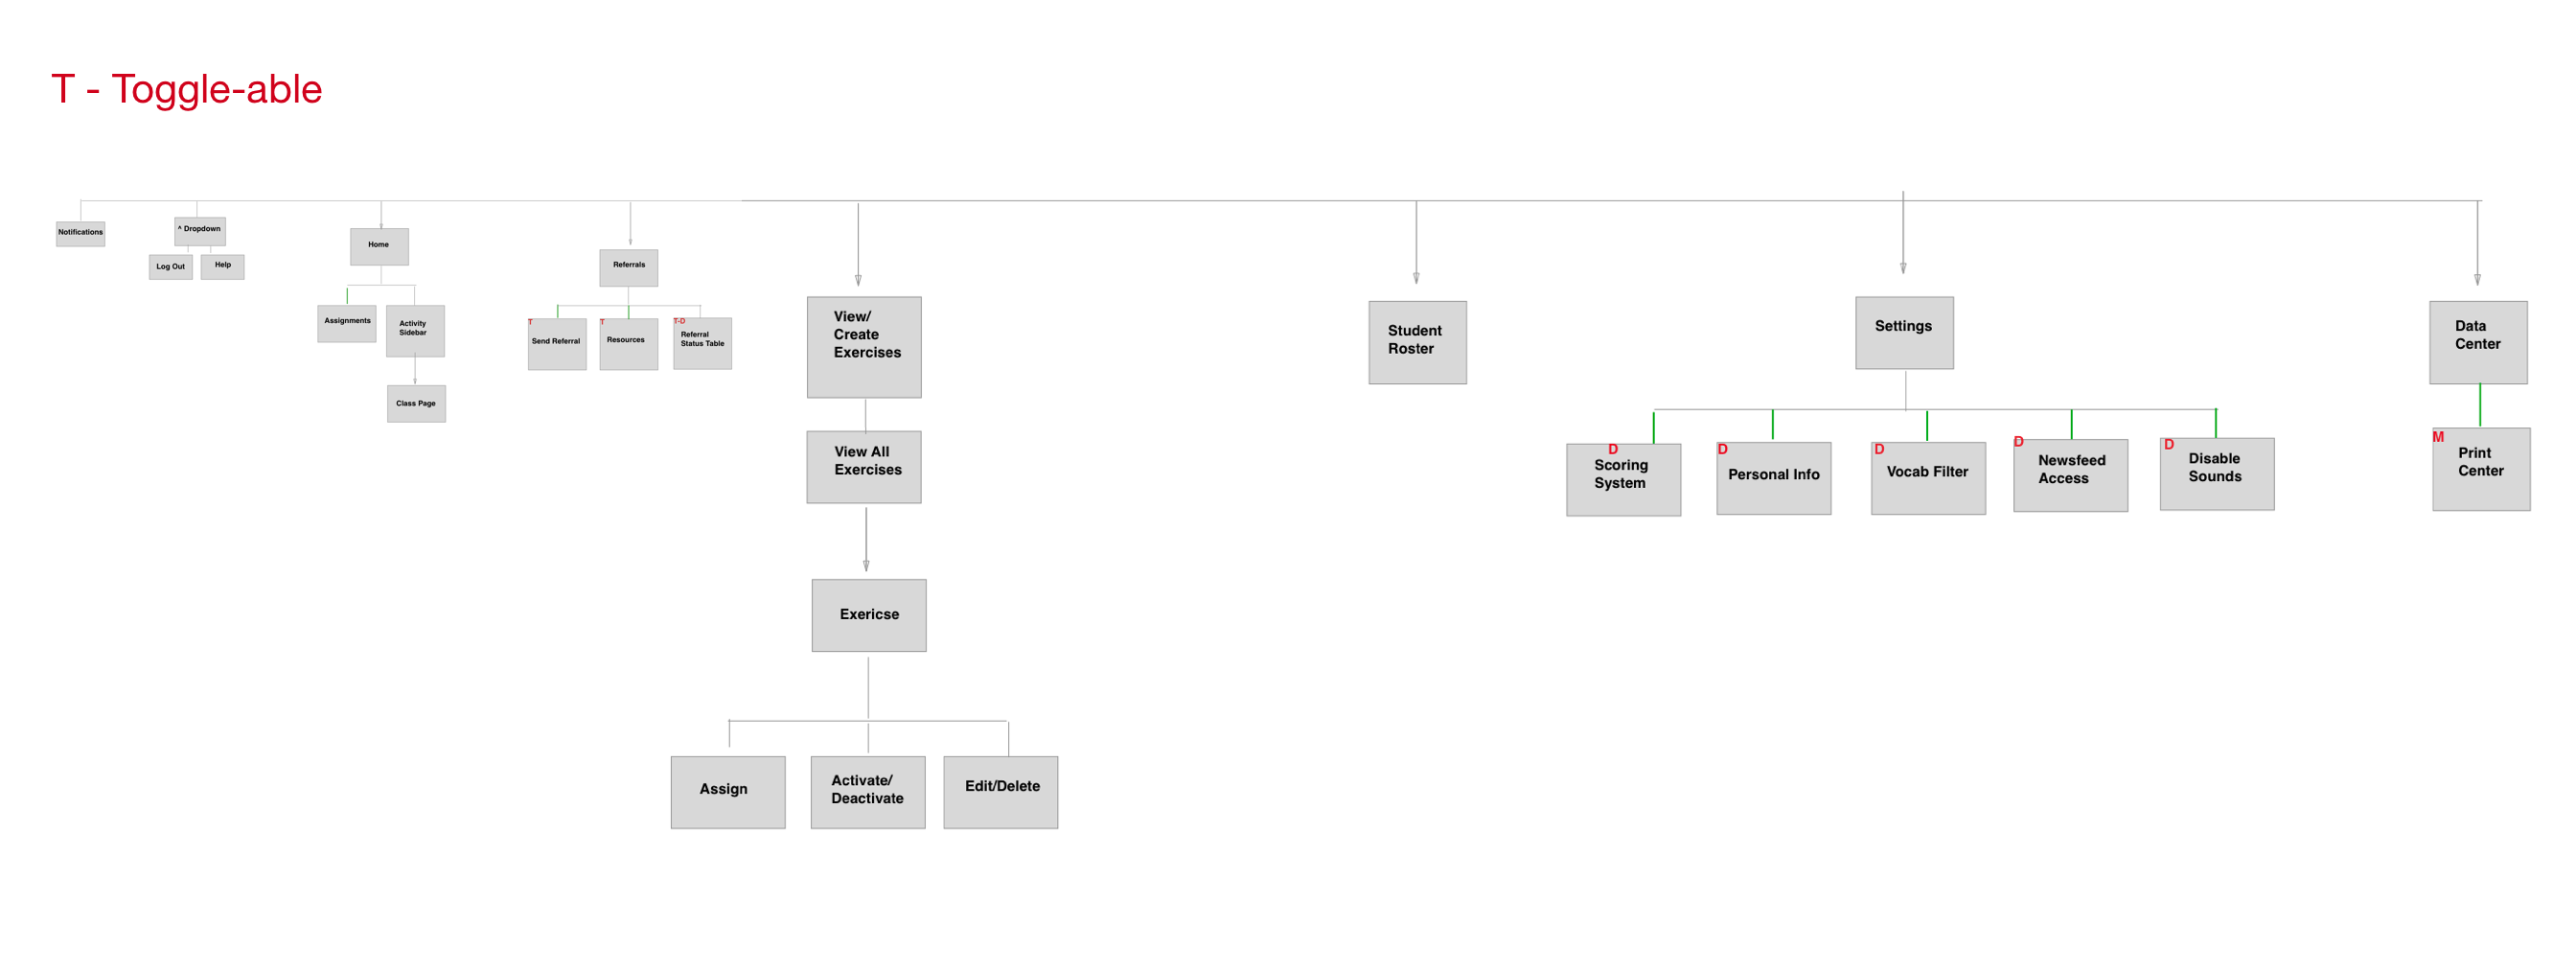 T - Toggle-able
Notifications
^ Dropdown
Log Out
Help
Home
Assignments
Activity
Sidebar
Class Page
Referrals
T
Send Referral
T
Resources
T-D
Referral
Status Table
View/
Create
Exercises
View All
Exercises
Exericse
Assign
Activate/
Deactivate
Edit/Delete
Student
Roster
Settings
D
Scoring
System
D
Personal Info
D
Vocab Filter
D
Newsfeed
Access
D
Disable
Sounds
Data
Center
M
Print
Center